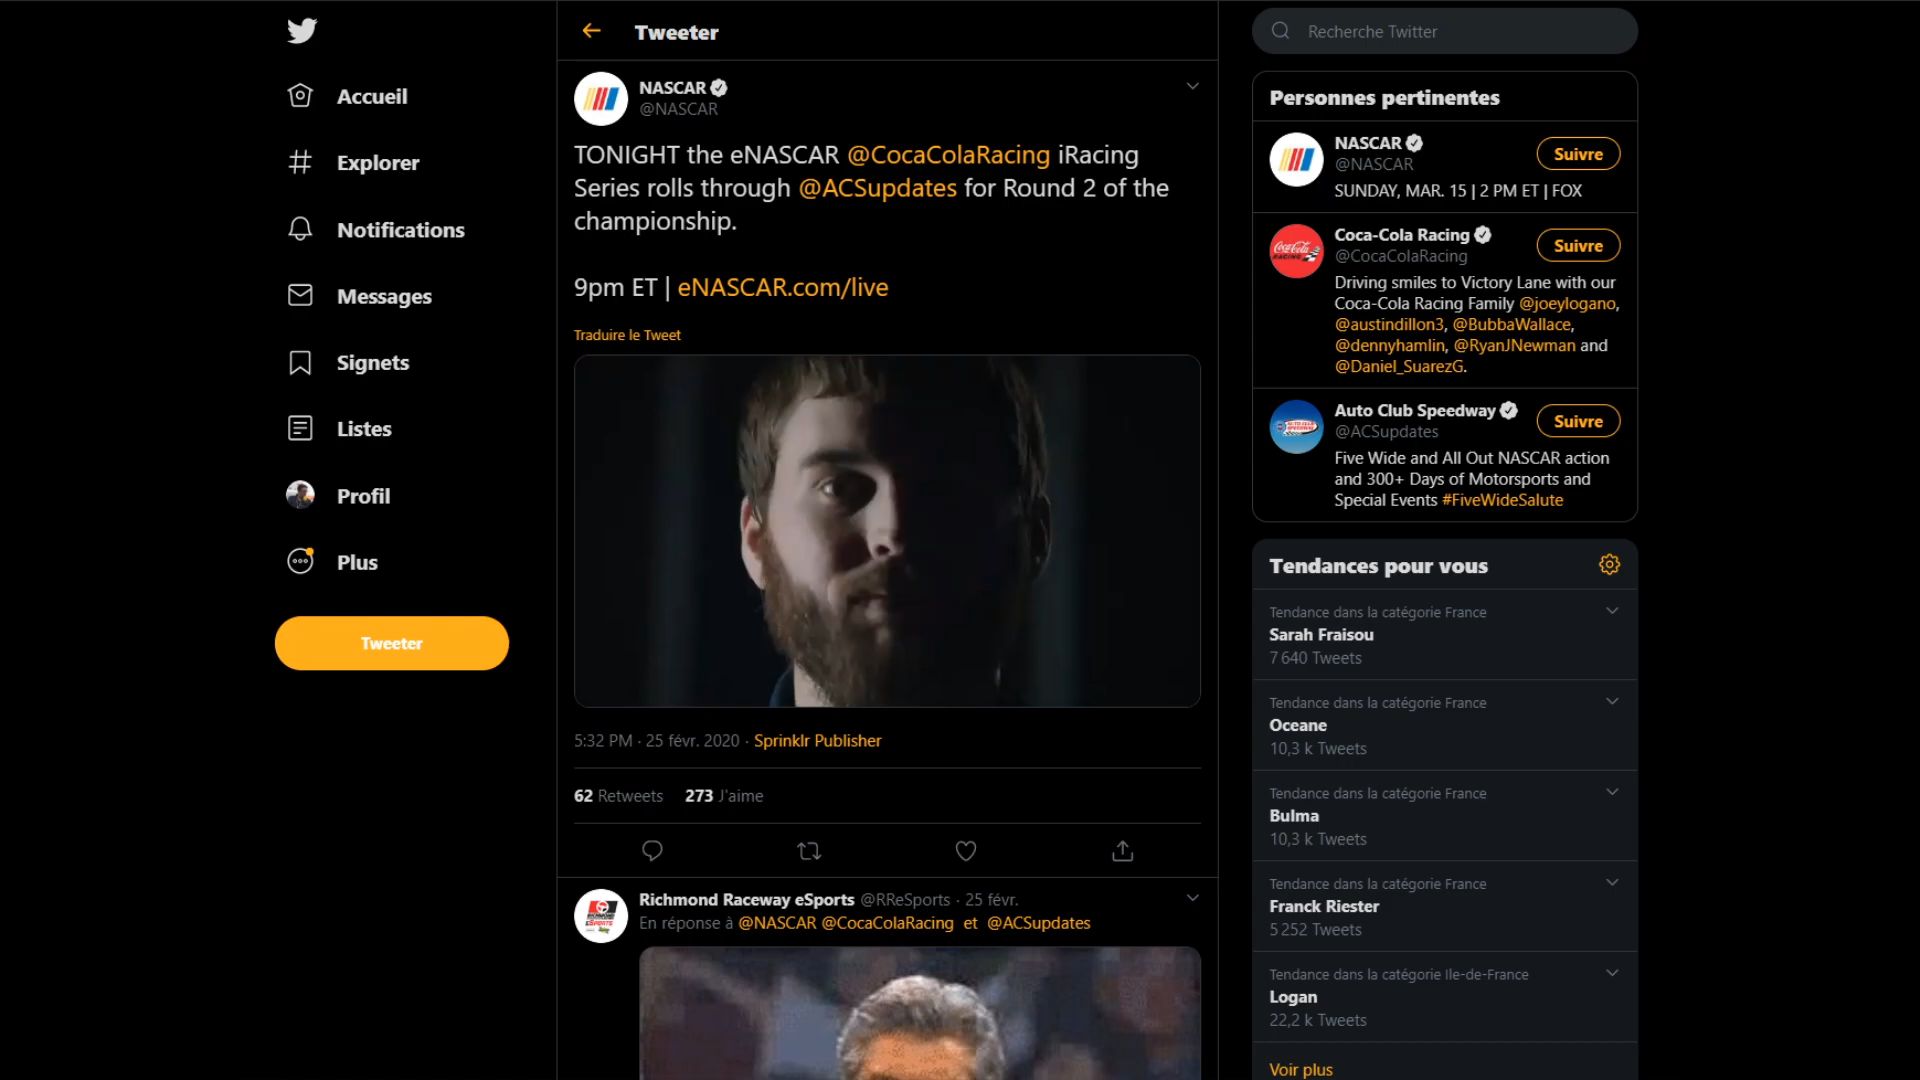 Accueil
Explorer
Notifications
Messages
Signets
Listes
Profil
Plus
Tweeter
Tweeter
NASCAR
@NASCAR
TONIGHT the eNASCAR @CocaColaRacing iRacing
Series rolls through @ACSupdates for Round 2 of the
championship.
9pm ET | eNASCAR.com/live
Traduire le Tweet
5:32 PM · 25 févr. 2020 · Sprinklr Publisher
62 Retweets 273 J'aime
Richmond Raceway eSports @RReSports · 25 févr.
En réponse à @NASCAR @CocaColaRacing et @ACSupdates
Recherche Twitter
Personnes pertinentes
NASCAR
@NASCAR
Suivre
SUNDAY, MAR. 15 | 2 PM ET | FOX
Coca-Cola Racing
@CocaColaRacing
Suivre
Driving smiles to Victory Lane with our
Coca-Cola Racing Family @joeylogano,
@austindillon3, @BubbaWallace,
@dennyhamlin, @RyanJNewman and
@Daniel_SuarezG.
Auto Club Speedway
@ACSupdates
Suivre
Five Wide and All Out NASCAR action
and 300+ Days of Motorsports and
Special Events #FiveWideSalute
Tendances pour vous
Tendance dans la catégorie France
Sarah Fraisou
7 640 Tweets
Tendance dans la catégorie France
Oceane
10,3 k Tweets
Tendance dans la catégorie France
Bulma
10,3 k Tweets
Tendance dans la catégorie France
Franck Riester
5 252 Tweets
Tendance dans la catégorie Ile-de-France
Logan
22,2 k Tweets
Voir plus